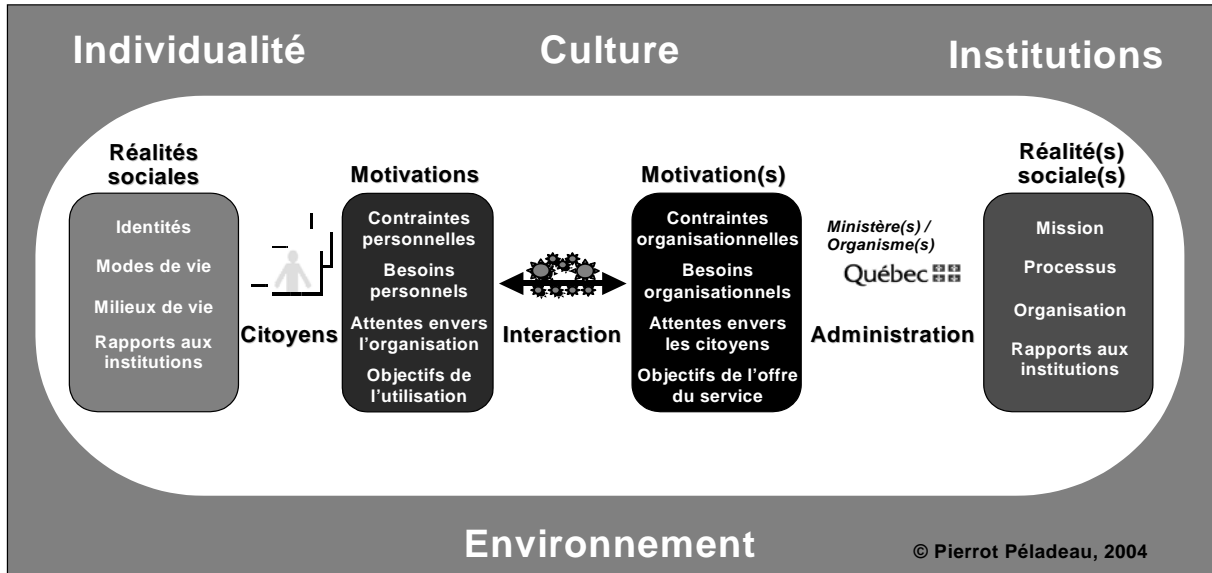 Individualité
Culture
Institutions
Réalités
sociales
Identités
Modes de vie
Milieux de vie
Rapports aux
institutions
Citoyens
Motivations
Contraintes
personnelles
Besoins
personnels
Attentes envers
l'organisation
Objectifs de
l'utilisation
Interaction
Motivation(s)
Contraintes
organisationnelles
Besoins
organisationnels
Attentes envers
les citoyens
Objectifs de l'offre
du service
Ministère(s) /
Organisme(s)
Québec
Administration
Réalité(s)
sociale(s)
Mission
Processus
Organisation
Rapports aux
institutions
Environnement
© Pierrot Péladeau, 2004